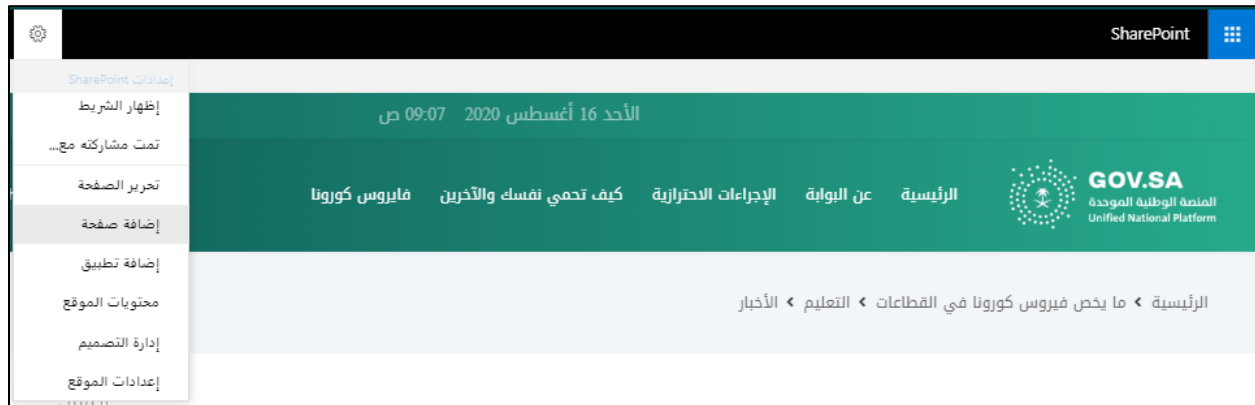 SharePoint
إعدادات SharePoint
إظهار الشريط
تمت مشاركته مع...
تحرير الصفحة
إضافة صفحة
إضافة تطبيق
محتويات الموقع
إدارة التصميم
إعدادات الموقع
الأحد 16 أغسطس 2020 09:07 ص
GOV.SA
المنصة الوطنية الموحدة
Unified National Platform
الرئيسية عن البوابة الإجراءات الاحترازية كيف تحمي نفسك والآخرين فايروس كورونا
الرئيسية > ما يخص فيروس كورونا في القطاعات > التعليم > الأخبار